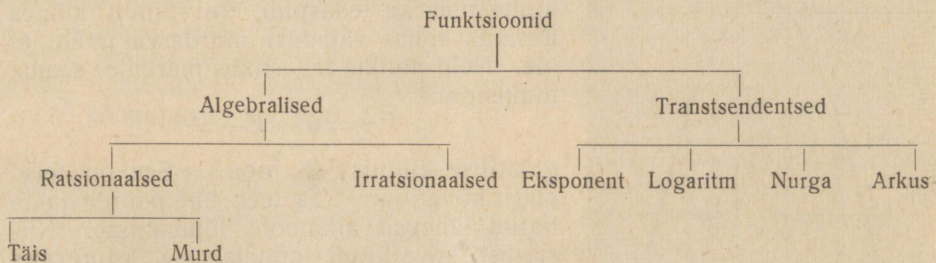 Funktsioonid
Algebralised Transtsendentsed
Ratsionaalsed Irratsionaalsed Eksponent Logaritm Nurga Arkus-
Täis Murd